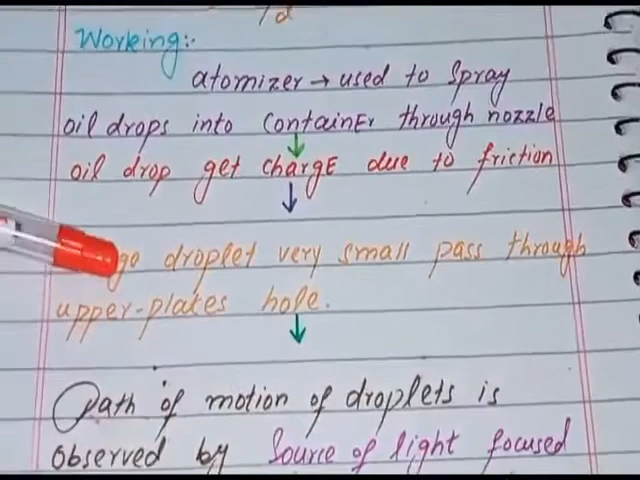 Working:-
atomizer → used to spray
oil drops into container through nozzle
oil drop get charge due to friction
droplet very small pass through
upper-plates hole.
Path of motion of droplets is
observed by source of light focused